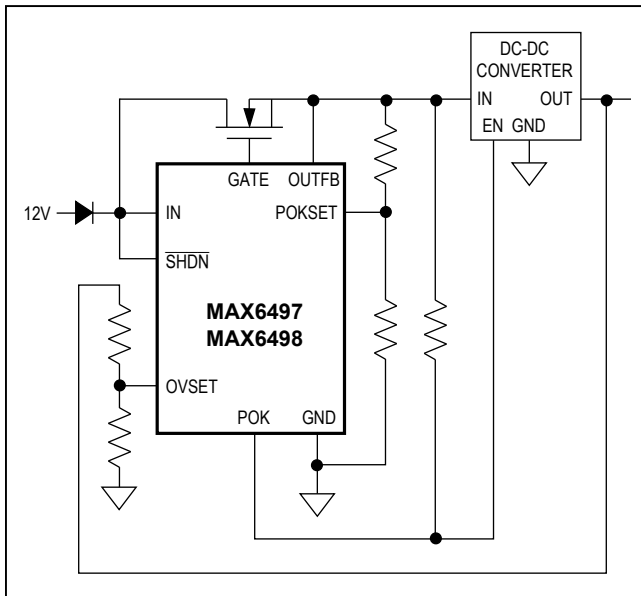 DC-DC
CONVERTER
IN OUT
EN GND
GATE OUTFB
POKSET
12V
IN
SHDN
MAX6497
MAX6498
OVSET
POK GND